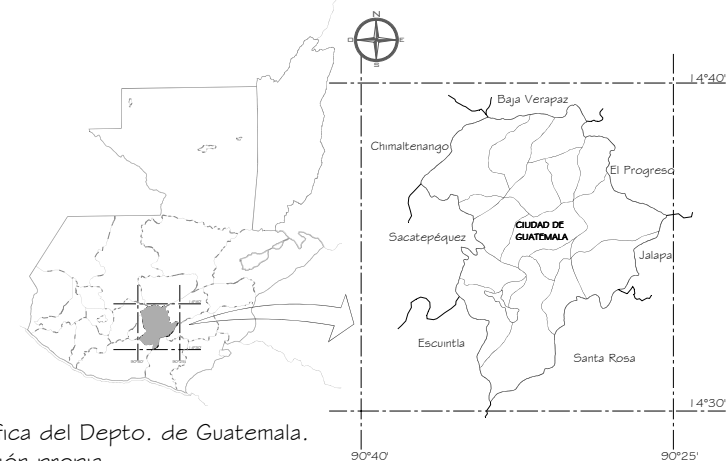 N
O E
S
14°40'
Baja Verapaz
Chimaltenango
El Progreso
CIUDAD DE
GUATEMALA
Sacatepéquez
Jalapa
Escuintla
Santa Rosa
14°30'
fica del Depto. de Guatemala.
90°40' 90°25'
propia